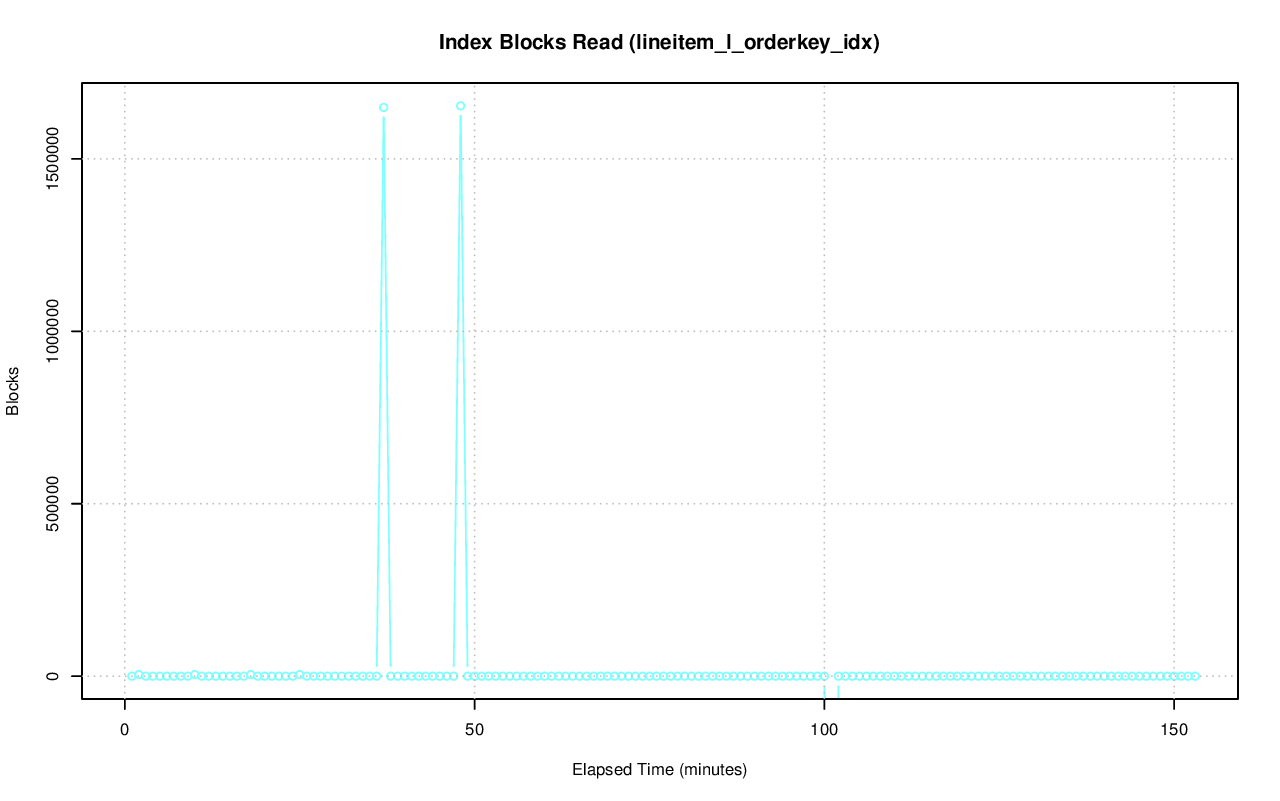 Index Blocks Read (lineitem_l_orderkey_idx)
Blocks
1500000
1000000
500000
0
0 50 100 150
Elapsed Time (minutes)